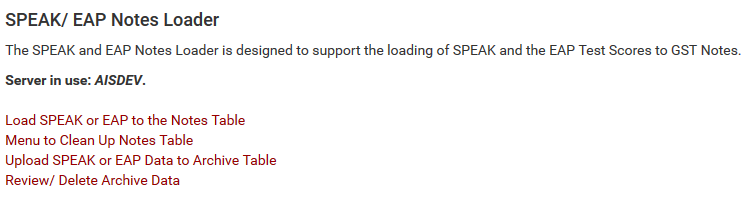 SPEAK/ EAP Notes Loader
The SPEAK and EAP Notes Loader is designed to support the loading of SPEAK and the EAP Test Scores to GST Notes.
Server in use: AISDEV.
Load SPEAK or EAP to the Notes Table
Menu to Clean Up Notes Table
Upload SPEAK or EAP Data to Archive Table
Review/ Delete Archive Data